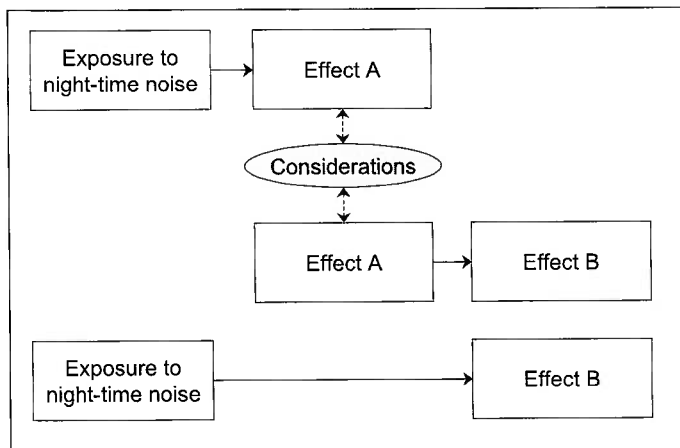 Exposure to
night-time noise
Effect A
Considerations
Effect A
Effect B
Exposure to
night-time noise
Effect B